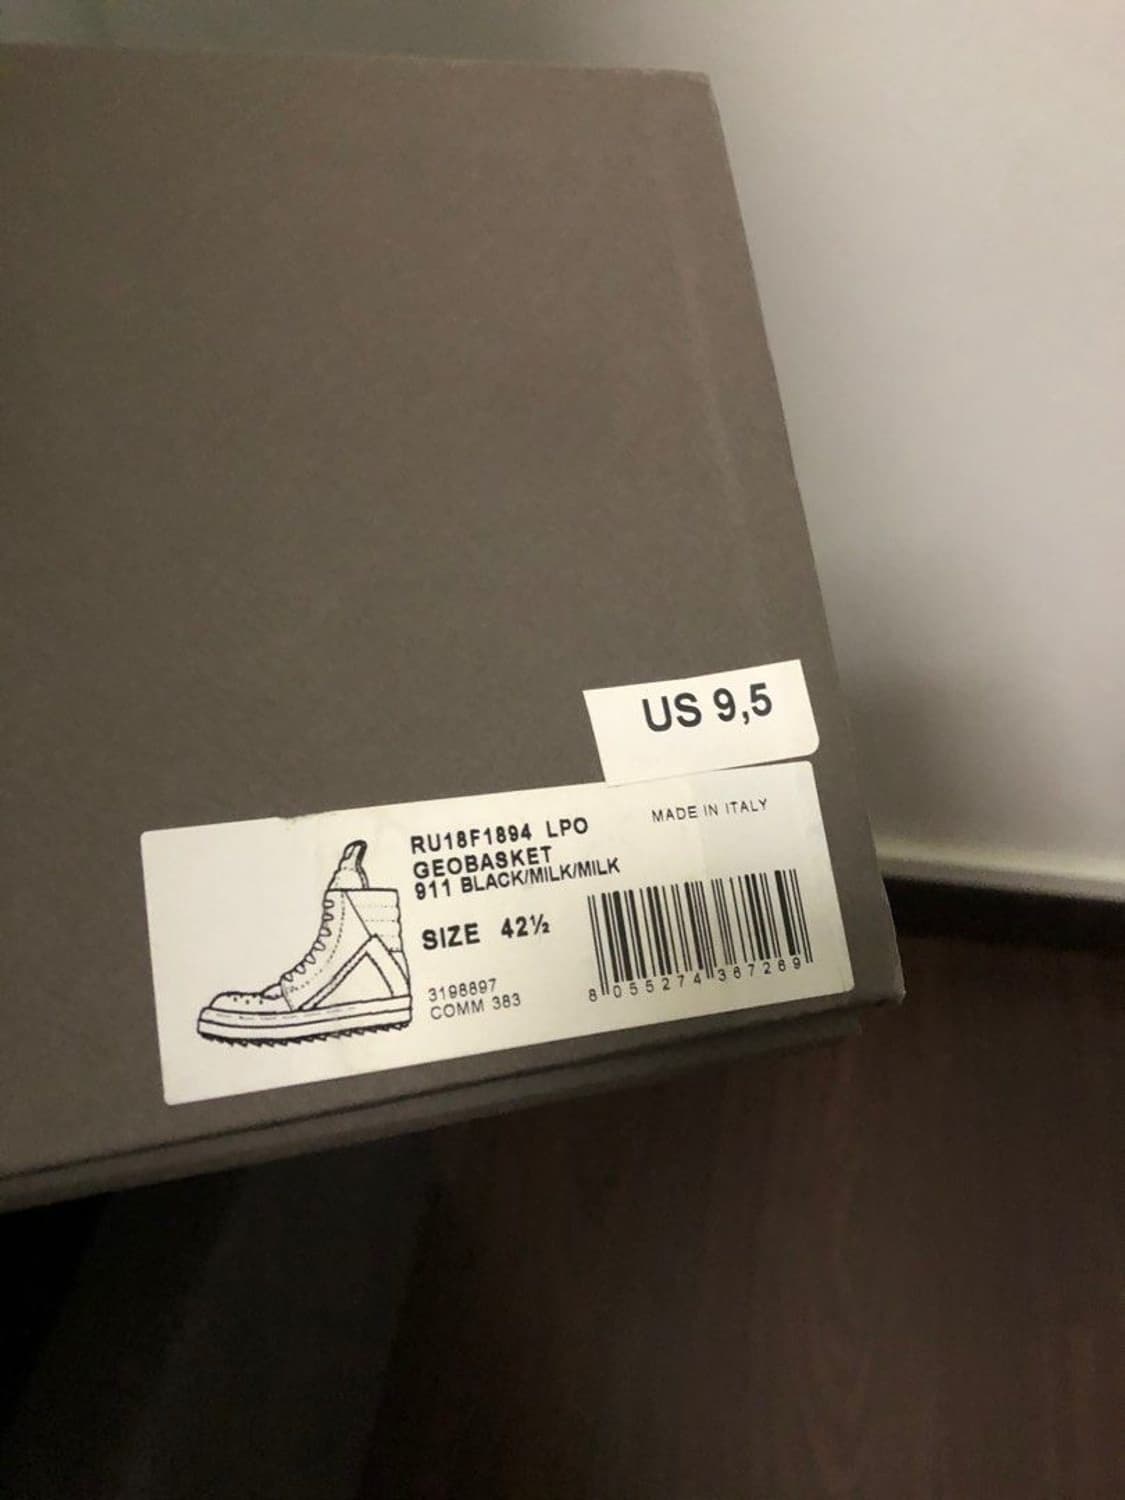 US 9,5
RU18F1894 LPO
MADE IN ITALY
GEOBASKET
911 BLACK/MILK/MILK
SIZE 42½
3198897
COMM 383
8 055274 367269